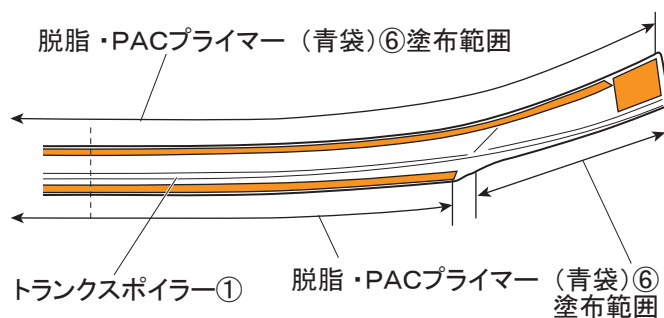 脱脂・PACプライマー（青袋）⑥塗布範囲
トランクスポイラー①
脱脂・PACプライマー（青袋）⑥
塗布範囲